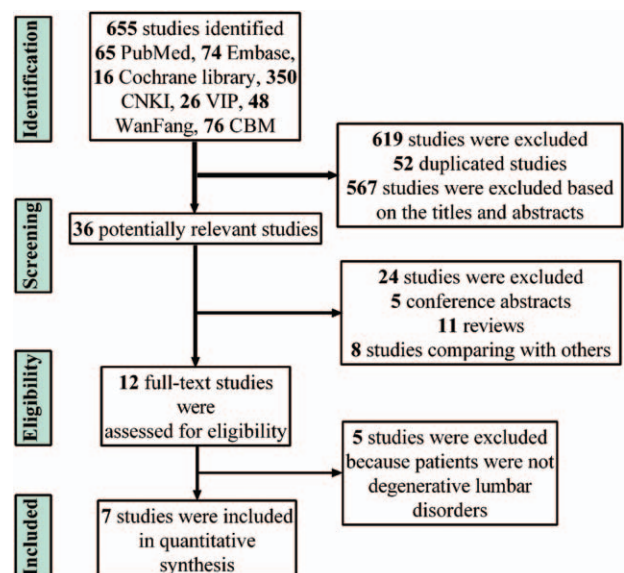 Identification
655 studies identified
65 PubMed, 74 Embase,
16 Cochrane library, 350
CNKI, 26 VIP, 48
WanFang, 76 CBM
619 studies were excluded
52 duplicated studies
567 studies were excluded based
on the titles and abstracts
Screening
36 potentially relevant studies
24 studies were excluded
5 conference abstracts
11 reviews
8 studies comparing with others
Eligibility
12 full-text studies
were
assessed for eligibility
5 studies were excluded
because patients were not
degenerative lumbar
disorders
Included
7 studies were included
in quantitative
synthesis